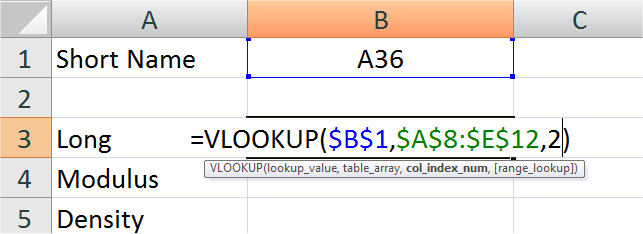 A B C
1 Short Name A36
2
3 Long =VLOOKUP($B$1,$A$8:$E$12,2)
VLOOKUP(lookup_value, table_array, col_index_num, [range_lookup])
4 Modulus
5 Density